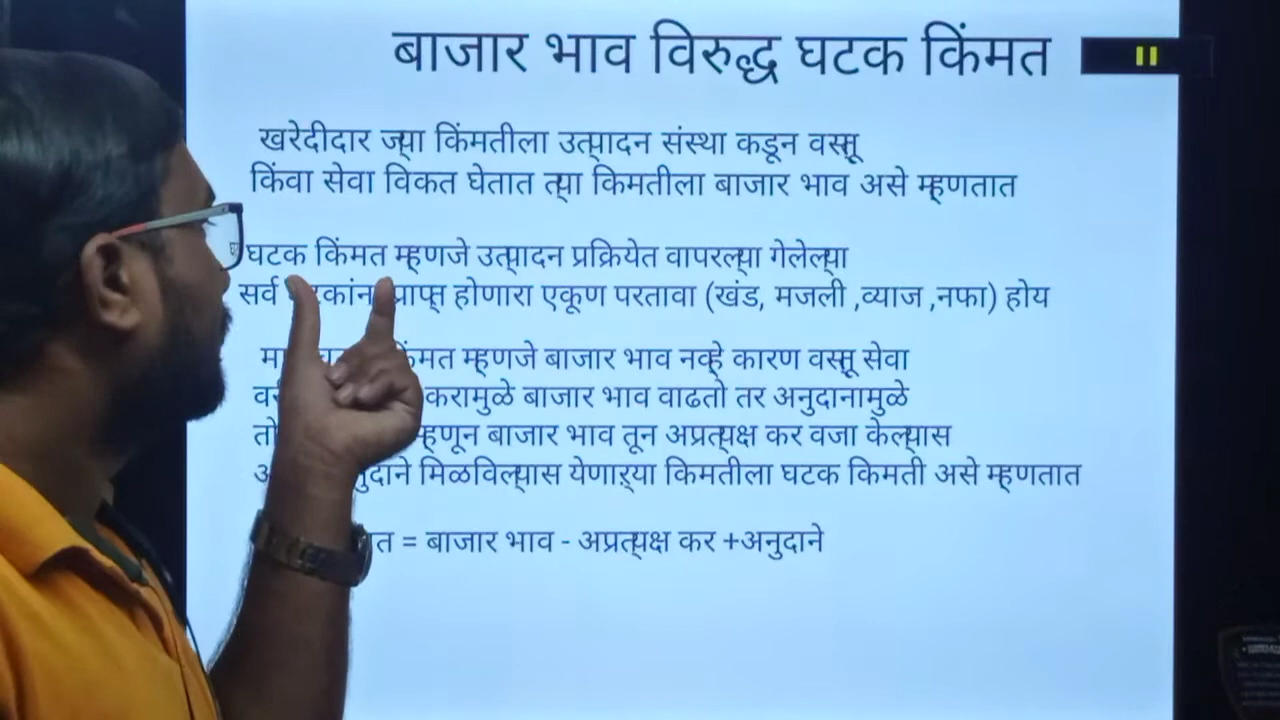 बाजार भाव विरुद्ध घटक किंमत
खरेदीदार ज्या किंमतीला उत्पादन संस्था कडून वस्तू
किंवा सेवा विकत घेतात त्या किमतीला बाजार भाव असे म्हणतात
घटक किंमत म्हणजे उत्पादन प्रक्रियेत वापरल्या गेलेल्या
सर्व प्राप्त होणारा एकूण परतावा (खंड, मजली ,व्याज ,नफा) होय
म्हणजे बाजार भाव नव्हे कारण वस्तू सेवा
करामुळे बाजार भाव वाढतो तर अनुदानामुळे
म्हणून बाजार भाव तून अप्रत्यक्ष कर वजा केल्यास
मिळविल्यास येणाऱ्या किमतीला घटक किमती असे म्हणतात
= बाजार भाव - अप्रत्यक्ष कर +अनुदाने